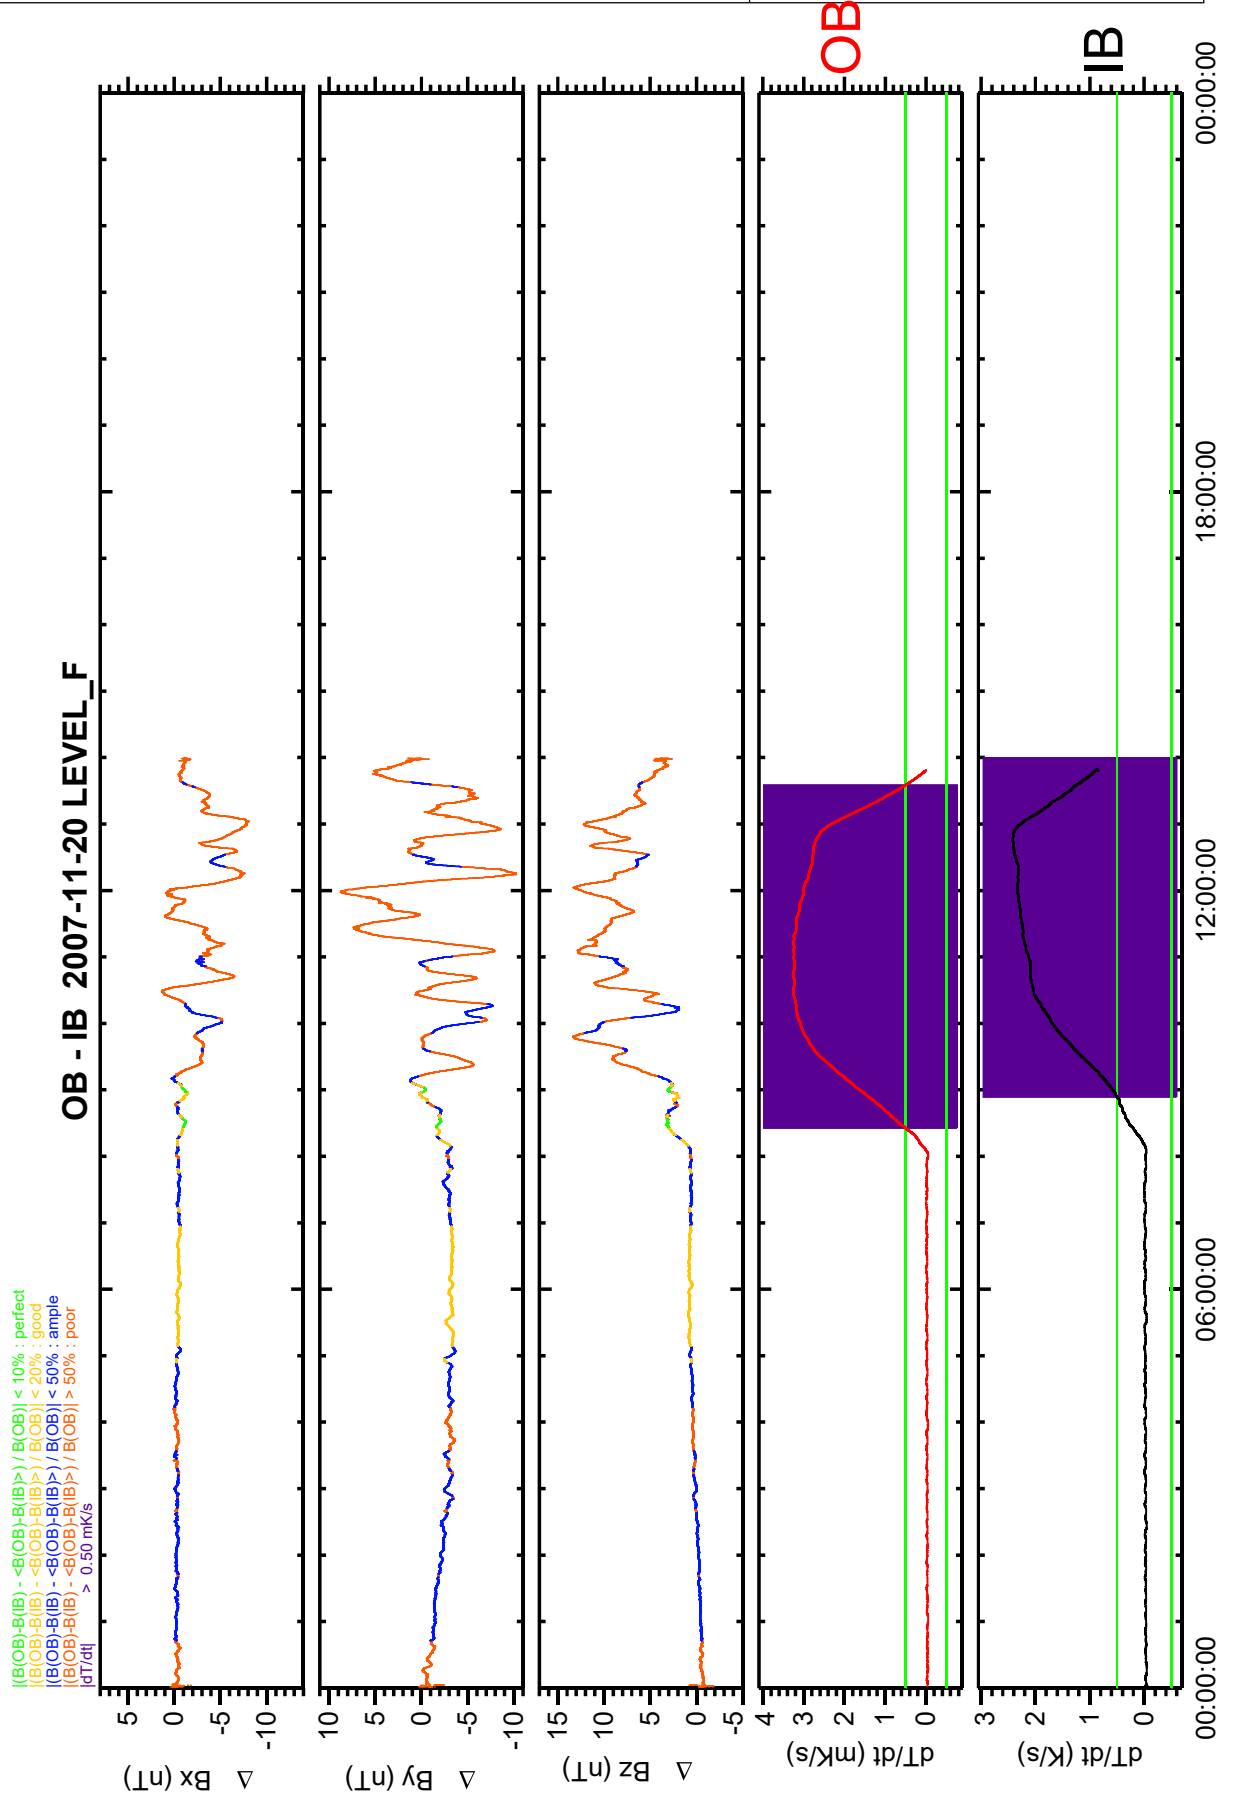 OB - IB 2007-11-20 LEVEL_F
|(B(OB)-B(IB) - <B(OB)-B(IB)>) / B(OB)| < 10% : perfect
|(B(OB)-B(IB) - <B(OB)-B(IB)>) / B(OB)| < 20% : good
|(B(OB)-B(IB) - <B(OB)-B(IB)>) / B(OB)| < 50% : ample
|(B(OB)-B(IB) - <B(OB)-B(IB)>) / B(OB)| > 50% : poor
|dT/dt| > 0.50 mK/s
Δ Bx (nT)
5
0
-5
-10
Δ By (nT)
10
5
0
-5
-10
Δ Bz (nT)
15
10
5
0
-5
dT/dt (mK/s)
4
3
2
1
0
OB
dT/dt (K/s)
3
2
1
0
IB
00:00:00
06:00:00
12:00:00
18:00:00
00:00:00